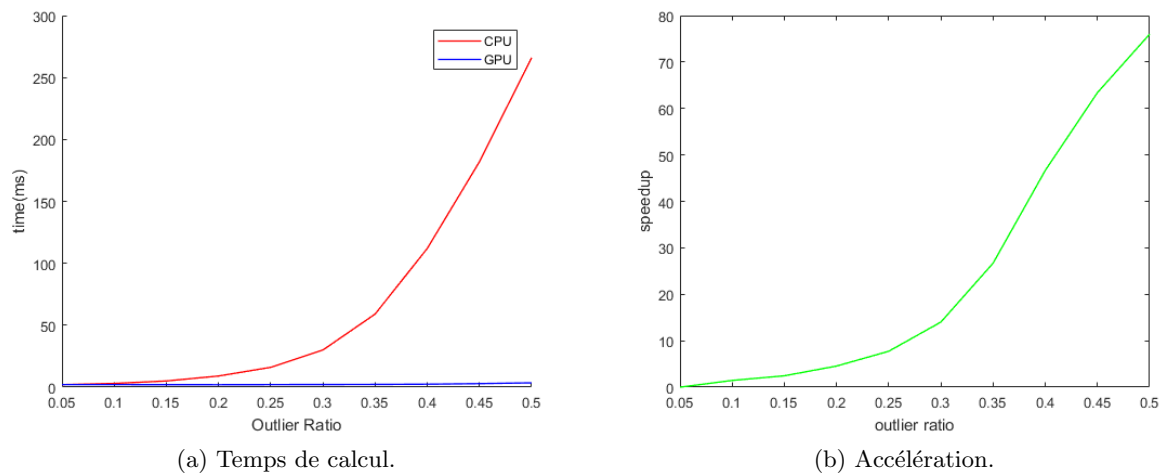 300
250
200
150
100
50
0
time(ms)
CPU
GPU
0.05 0.1 0.15 0.2 0.25 0.3 0.35 0.4 0.45 0.5
Outlier Ratio
(a) Temps de calcul.
80
70
60
50
40
30
20
10
0
speedup
0.05 0.1 0.15 0.2 0.25 0.3 0.35 0.4 0.45 0.5
outlier ratio
(b) Accélération.